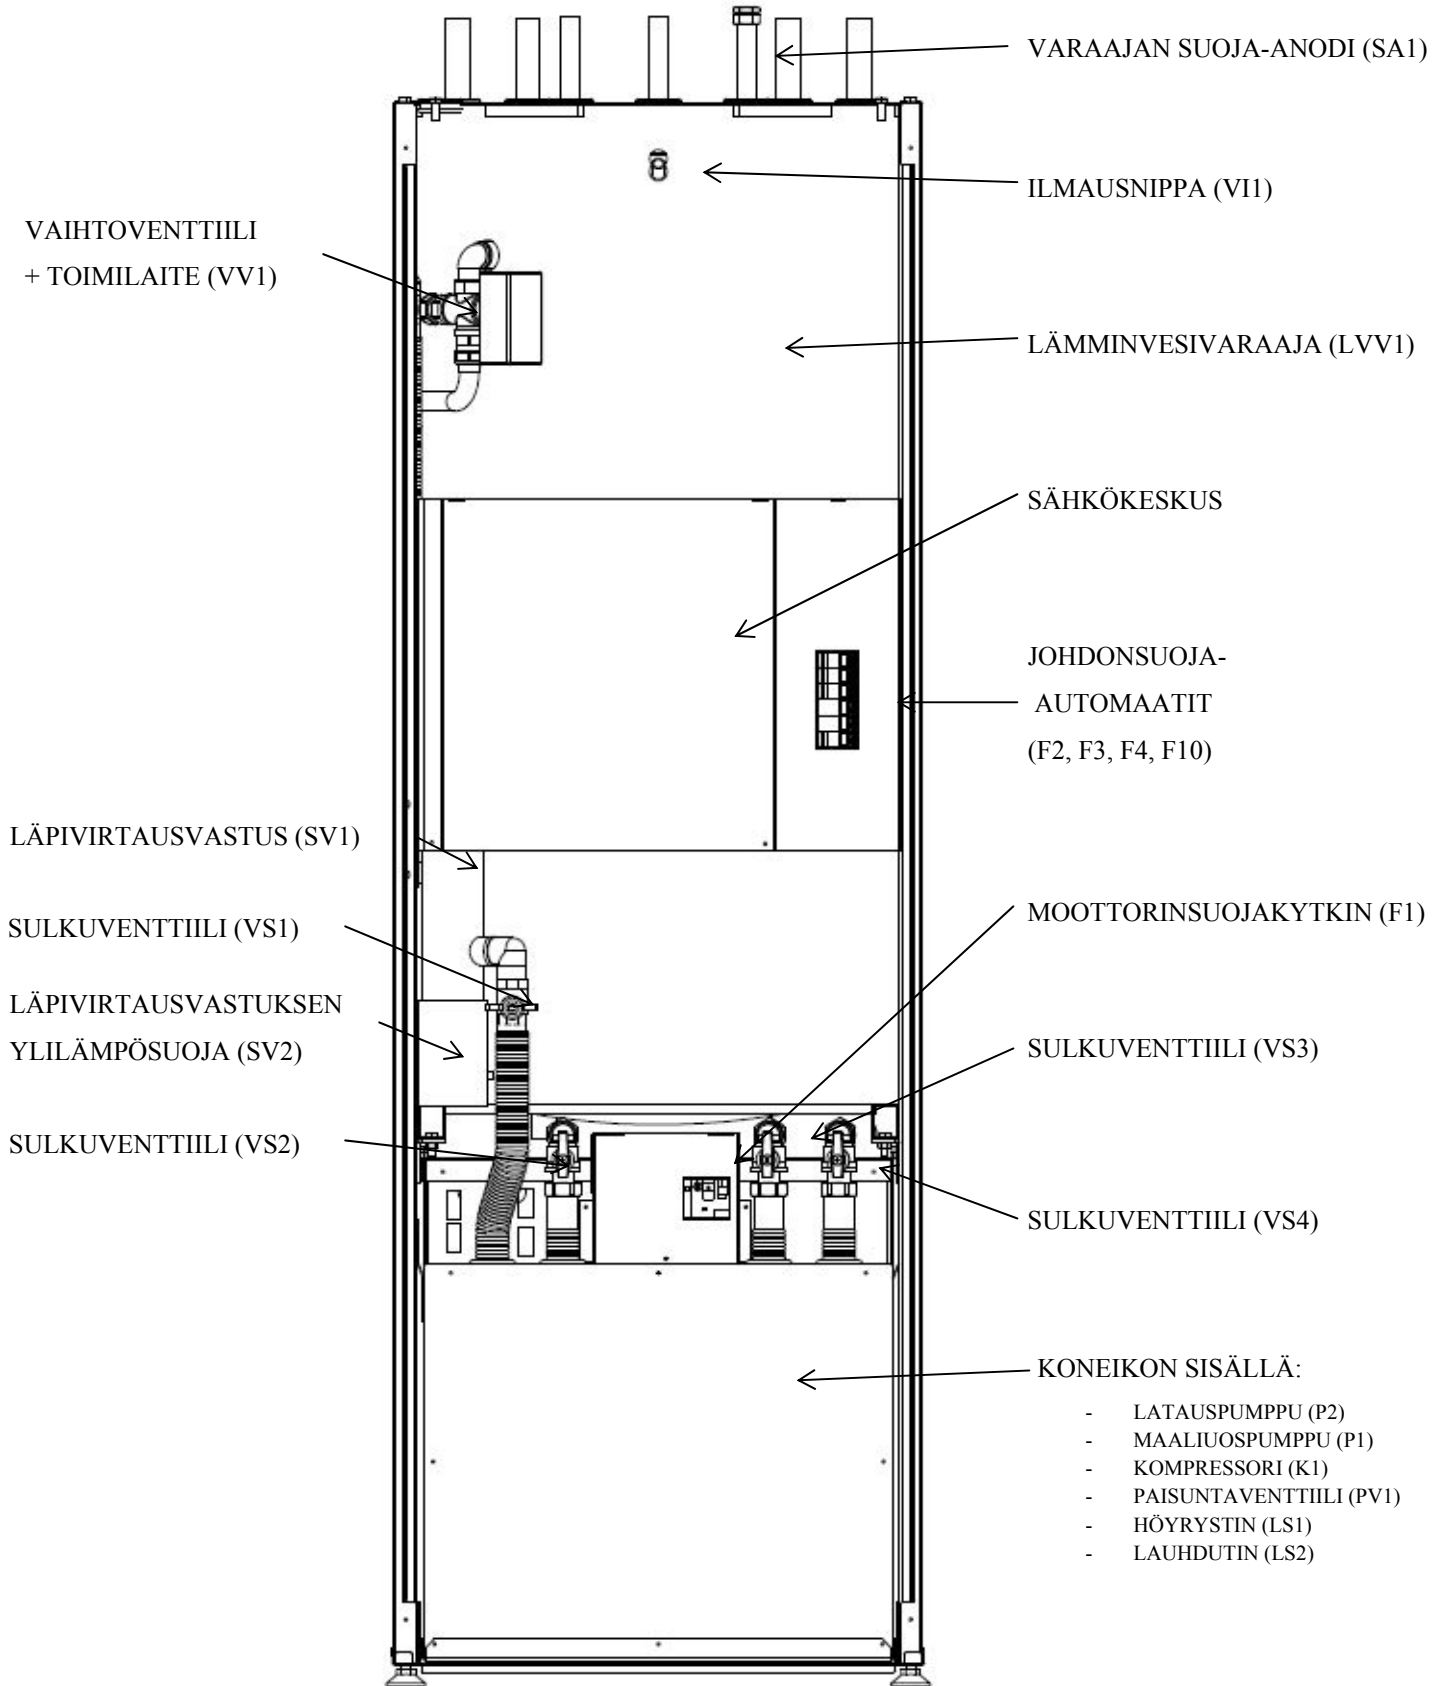 VARAAJAN SUOJA-ANODI (SA1)
ILMAUSNIPPA (VI1)
VAIHTOVENTTIILI
+ TOIMILAITE (VV1)
LÄMMINVESIVARAAJA (LVV1)
SÄHKÖKESKUS
JOHDONSUOJA-
AUTOMAATIT
(F2, F3, F4, F10)
LÄPIVIRTAUSVASTUS (SV1)
SULKUVENTTIILI (VS1)
MOOTTORINSUOJAKYTKIN (F1)
LÄPIVIRTAUSVASTUKSEN
YLILÄMPÖSUOJA (SV2)
SULKUVENTTIILI (VS3)
SULKUVENTTIILI (VS2)
SULKUVENTTIILI (VS4)
KONEIKON SISÄLLÄ:
- LATAUSPUMPPU (P2)
- MAALIUOSPUMPPU (P1)
- KOMPRESSORI (K1)
- PAISUNTAVENTTIILI (PV1)
- HÖYRYSTIN (LS1)
- LAUHDUTIN (LS2)